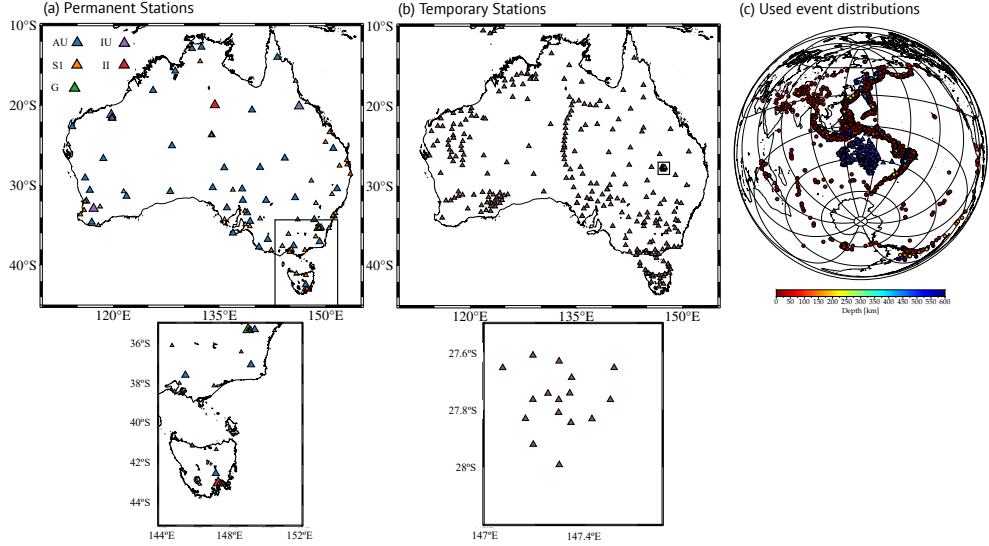 (a) Permanent Stations
(b) Temporary Stations
(c) Used event distributions
10°S
20°S
30°S
40°S
AU
IU
S1
II
G
120°E
135°E
150°E
10°S
20°S
30°S
40°S
120°E
135°E
150°E
0 50 100 150 200 250 300 350 400 450 500 550 600
Depth [km]
36°S
38°S
40°S
42°S
44°S
144°E
148°E
152°E
27.6°S
27.8°S
28°S
147°E
147.4°E